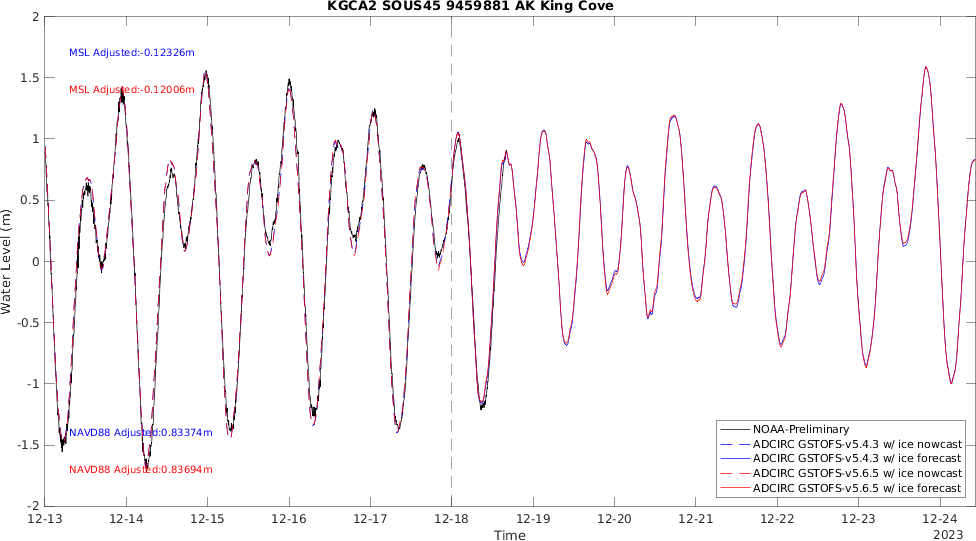 KGCA2 SOUS45 9459881 AK King Cove
2
1.5
1
0.5
0
-0.5
-1
-1.5
-2
Water Level (m)
MSL Adjusted:-0.12326m
MSL Adjusted:-0.12006m
NAVD88 Adjusted:0.83374m
NAVD88 Adjusted:0.83694m
NOAA-Preliminary
ADCIRC GSTOFS-v5.4.3 w/ ice nowcast
ADCIRC GSTOFS-v5.4.3 w/ ice forecast
ADCIRC GSTOFS-v5.6.5 w/ ice nowcast
ADCIRC GSTOFS-v5.6.5 w/ ice forecast
12-13 12-14 12-15 12-16 12-17 12-18 12-19 12-20 12-21 12-22 12-23 12-24
Time
2023